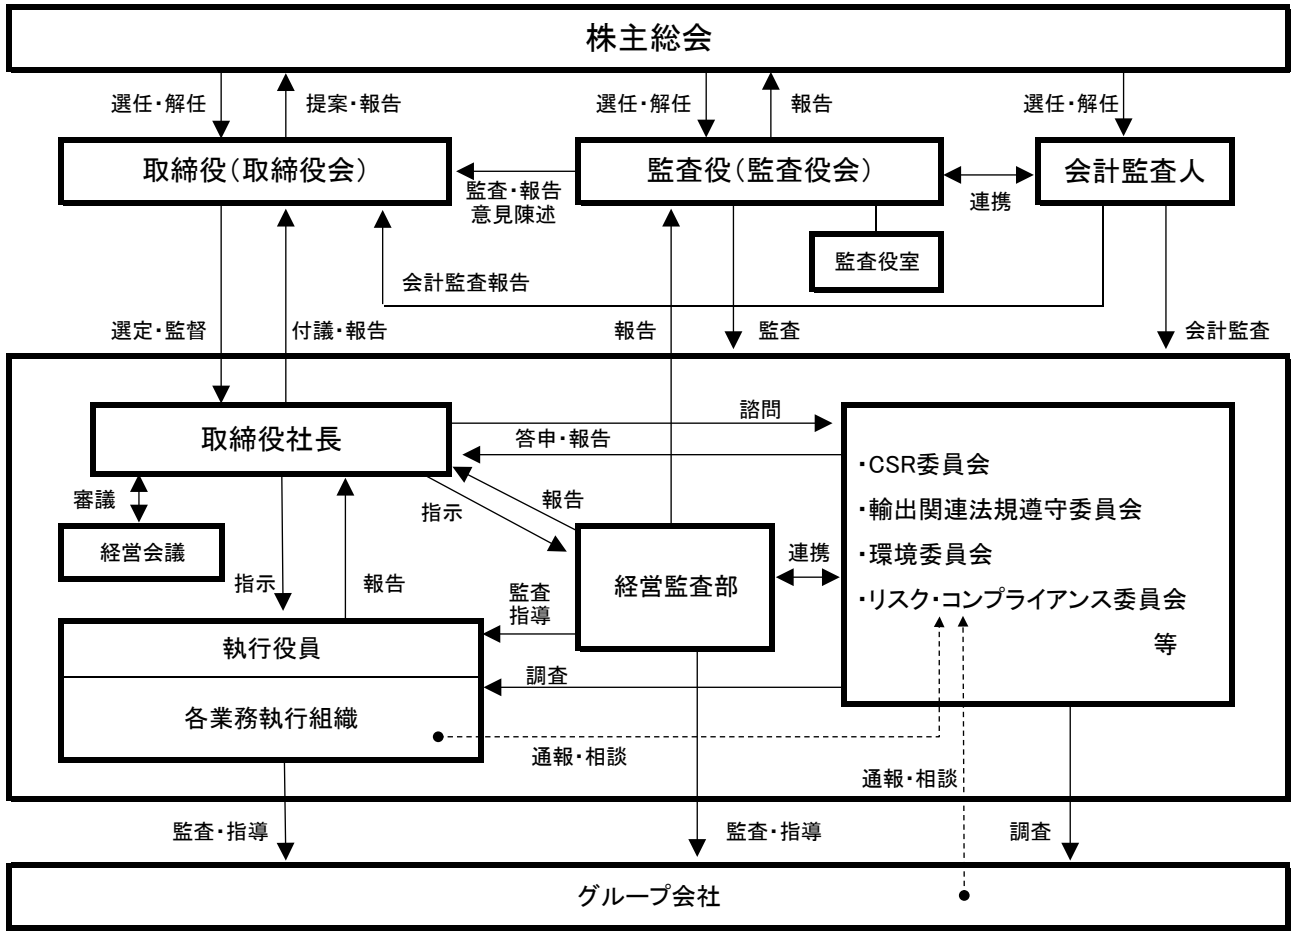 株主総会
選任・解任
提案・報告
選任・解任
報告
選任・解任
取締役(取締役会)
監査・報告
意見陳述
監査役(監査役会)
連携
会計監査人
監査役室
会計監査報告
選定・監督
付議・報告
報告
監査
会計監査
取締役社長
諮問
答申・報告
審議
経営会議
指示
報告
指示
報告
経営監査部
連携
・CSR委員会
・輸出関連法規遵守委員会
・環境委員会
・リスク・コンプライアンス委員会
等
監査
指導
執行役員
調査
各業務執行組織
通報・相談
通報・相談
監査・指導
監査・指導
調査
グループ会社